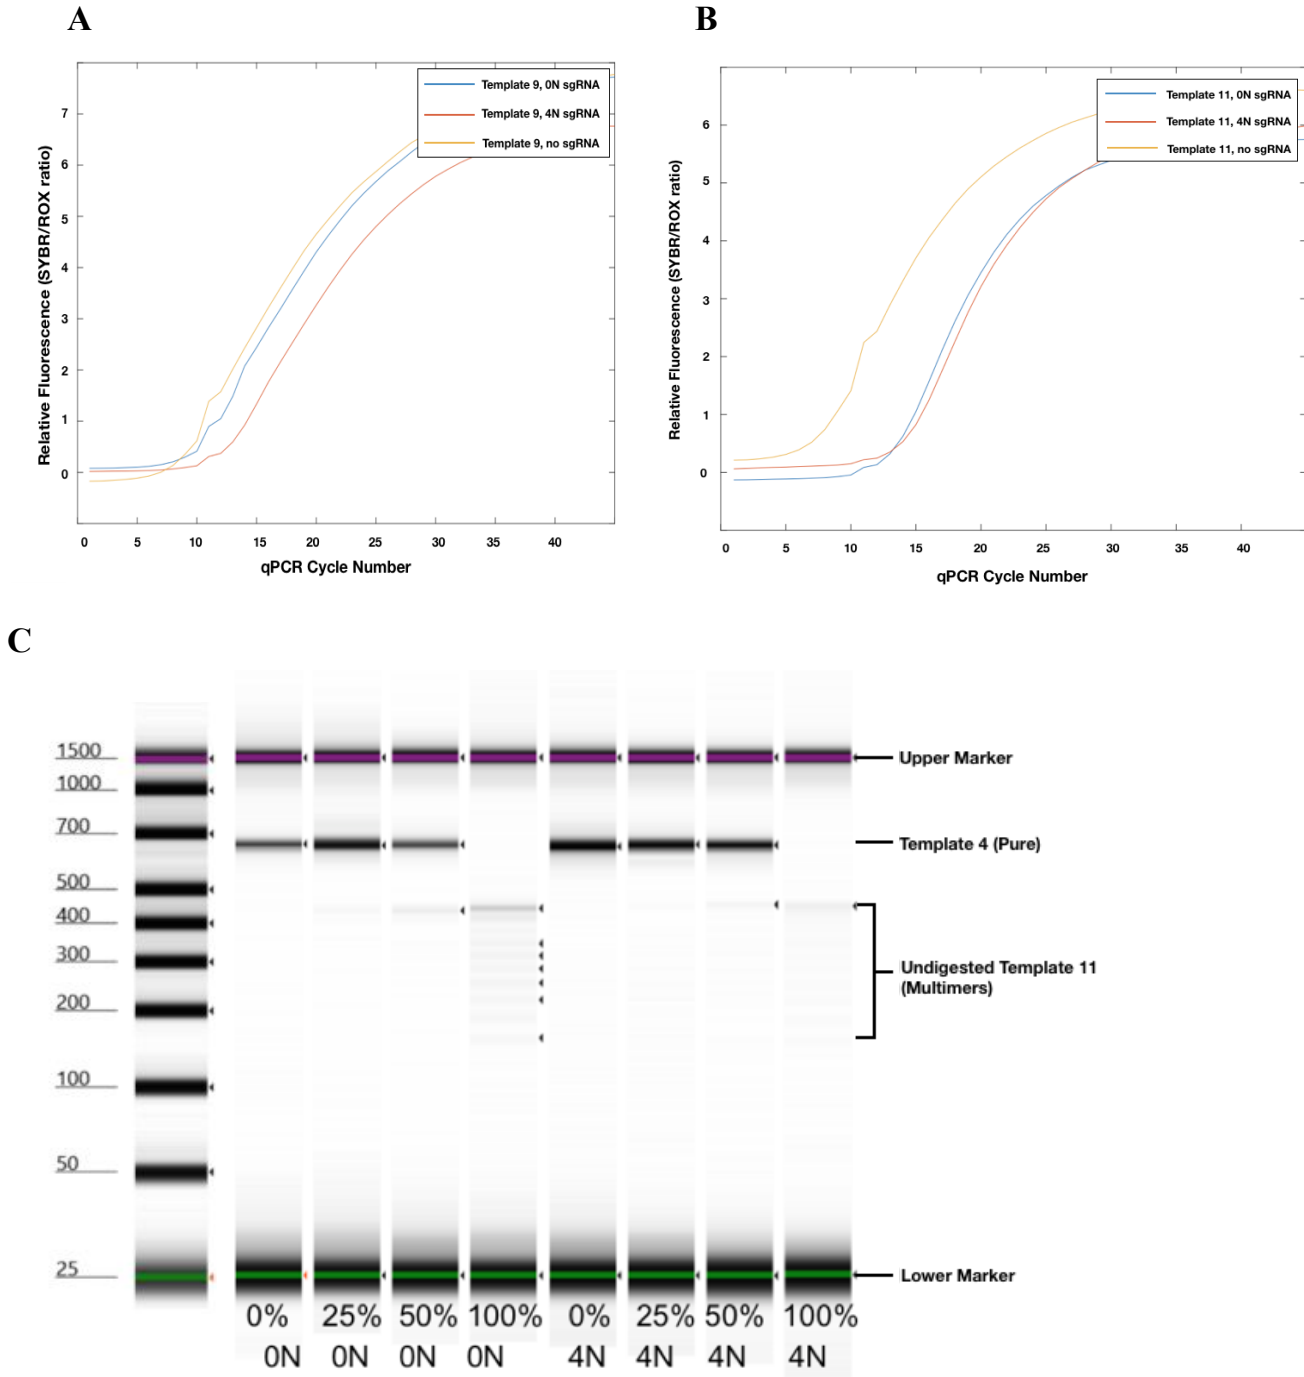 A
Relative Fluorescence (SYBR/ROX ratio)
7
6
5
4
3
2
1
0
Template 9, 0N sgRNA
Template 9, 4N sgRNA
Template 9, no sgRNA
0 5 10 15 20 25 30 35 40
qPCR Cycle Number
B
Relative Fluorescence (SYBR/ROX ratio)
6
5
4
3
2
1
0
Template 11, 0N sgRNA
Template 11, 4N sgRNA
Template 11, no sgRNA
0 5 10 15 20 25 30 35 40
qPCR Cycle Number
C
1500
1000
700
500
400
300
200
100
50
25
Upper Marker
Template 4 (Pure)
Undigested Template 11
(Multimers)
Lower Marker
0% 25% 50% 100% 0% 25% 50% 100%
0N 0N 0N 0N 4N 4N 4N 4N